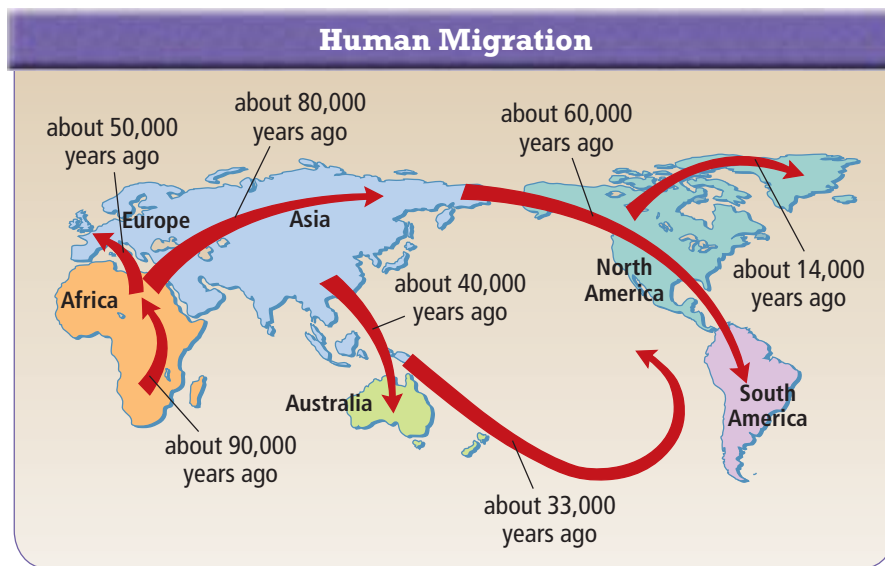 Human Migration
about 50,000
years ago
about 80,000
years ago
about 60,000
years ago
Europe
Asia
Africa
about 40,000
years ago
North
America
about 14,000
years ago
Australia
South
America
about 90,000
years ago
about 33,000
years ago